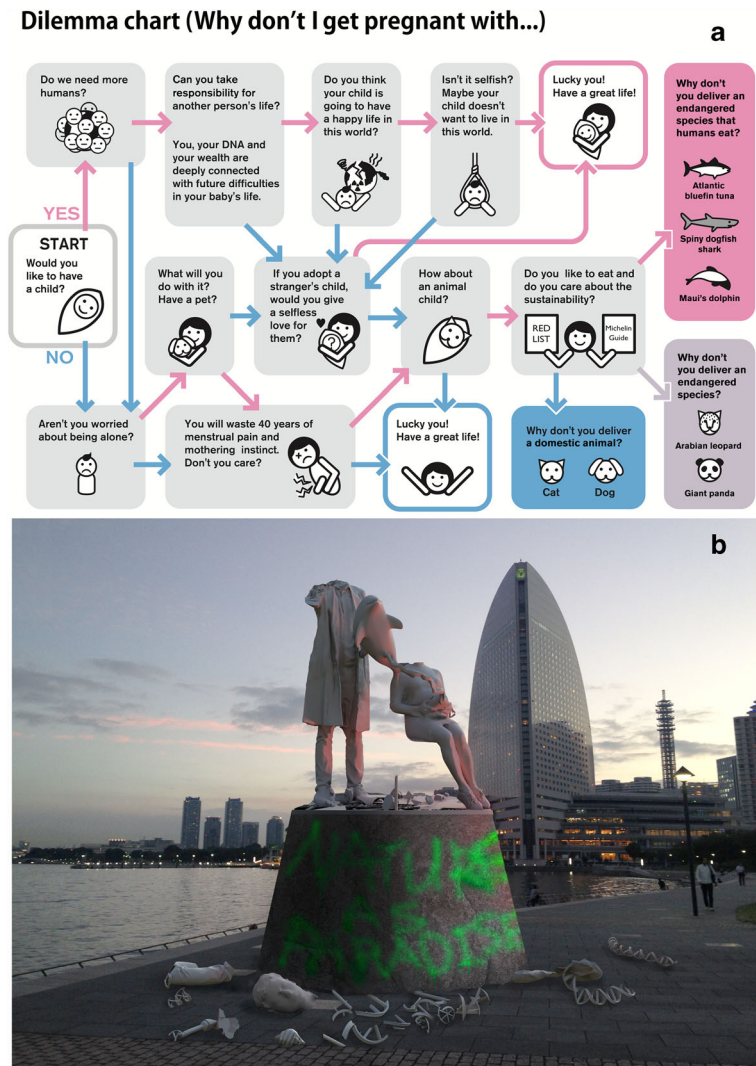 Dilemma chart (Why don't I get pregnant with...)
a
Do we need more
humans?
Can you take
responsibility for
another person's life?
You, your DNA and
your wealth are
deeply connected
with future difficulties
in your baby's life.
Do you think
your child is
going to have
a happy life in
this world?
Isn't it selfish?
Maybe your
child doesn't
want to live in
this world.
Lucky you!
Have a great life!
Why don't
you deliver an
endangered
species that
humans eat?
Atlantic
bluefin tuna
Spiny dogfish
shark
Maui's dolphin
YES
START
Would you
like to have
a child?
NO
What will you
do with it?
Have a pet?
If you adopt a
stranger's child,
would you give
a selfless
love for
them?
?
How about
an animal
child?
Do you like to eat and
do you care about the
sustainability?
RED
LIST
Michelin
Guide
Why don't
you deliver an
endangered
species?
Arabian leopard
Giant panda
Aren't you worried
about being alone?
You will waste 40 years of
menstrual pain and
mothering instinct.
Don't you care?
Lucky you!
Have a great life!
Why don't you deliver
a domestic animal?
Cat
Dog
b
NATURE
AS
PARADISE